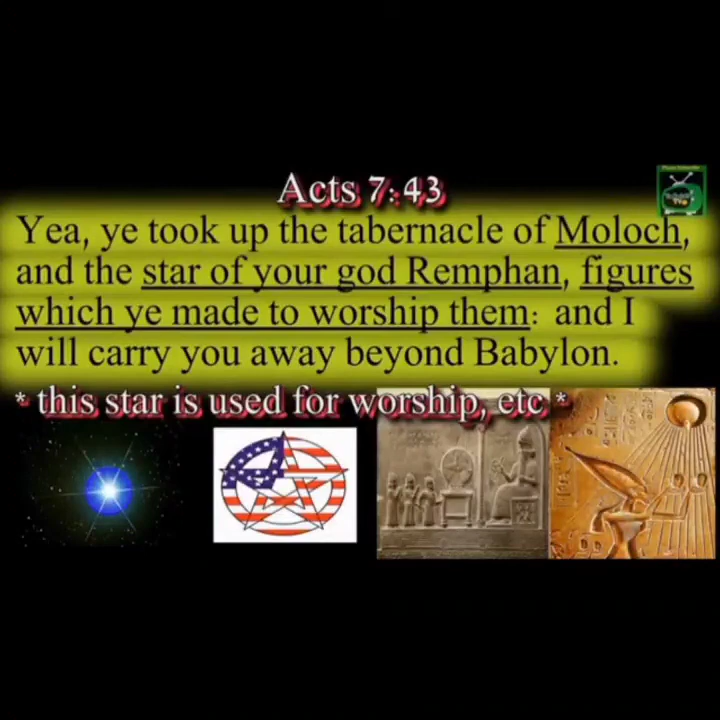 Acts 7:43
Yea, ye took up the tabernacle of Moloch,
and the star of your god Remphan, figures
which ye made to worship them: and I
will carry you away beyond Babylon.
* this star is used for worship, etc *